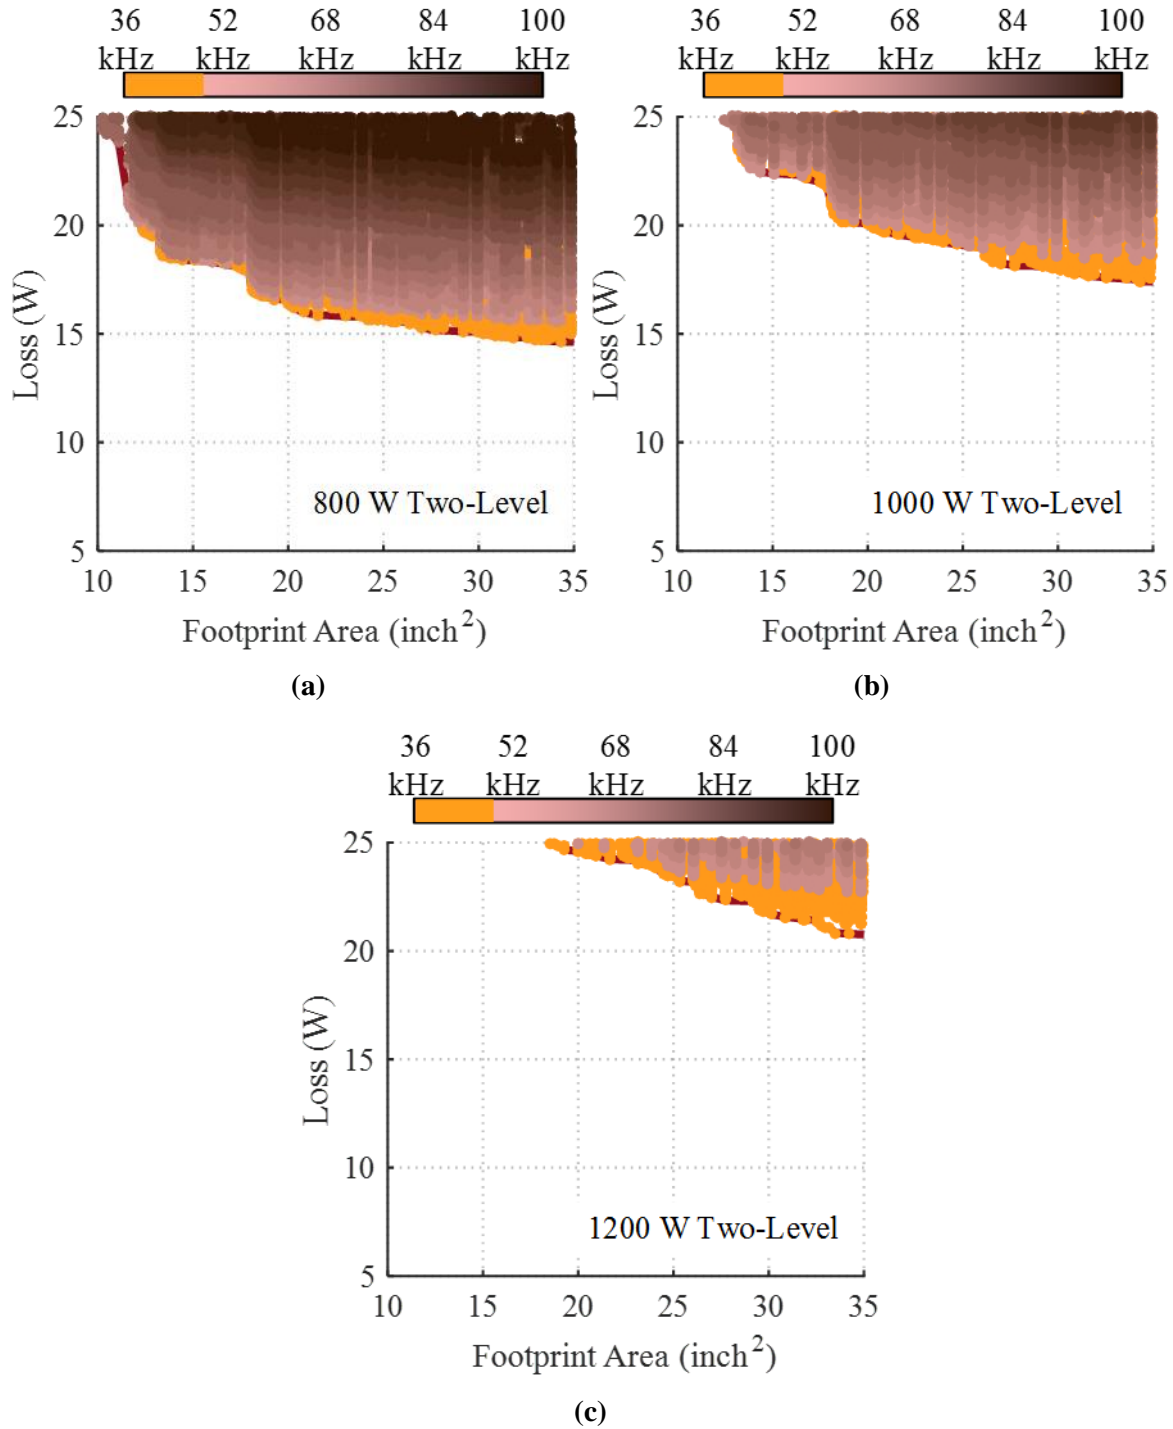 36 52 68 84 100
kHz kHz kHz kHz kHz
25
20
15
10
5
Loss (W)
800 W Two-Level
10 15 20 25 30 35
Footprint Area (inch²)
(a)
36 52 68 84 100
kHz kHz kHz kHz kHz
25
20
15
10
5
Loss (W)
1000 W Two-Level
10 15 20 25 30 35
Footprint Area (inch²)
(b)
36 52 68 84 100
kHz kHz kHz kHz kHz
25
20
15
10
5
Loss (W)
1200 W Two-Level
10 15 20 25 30 35
Footprint Area (inch²)
(c)